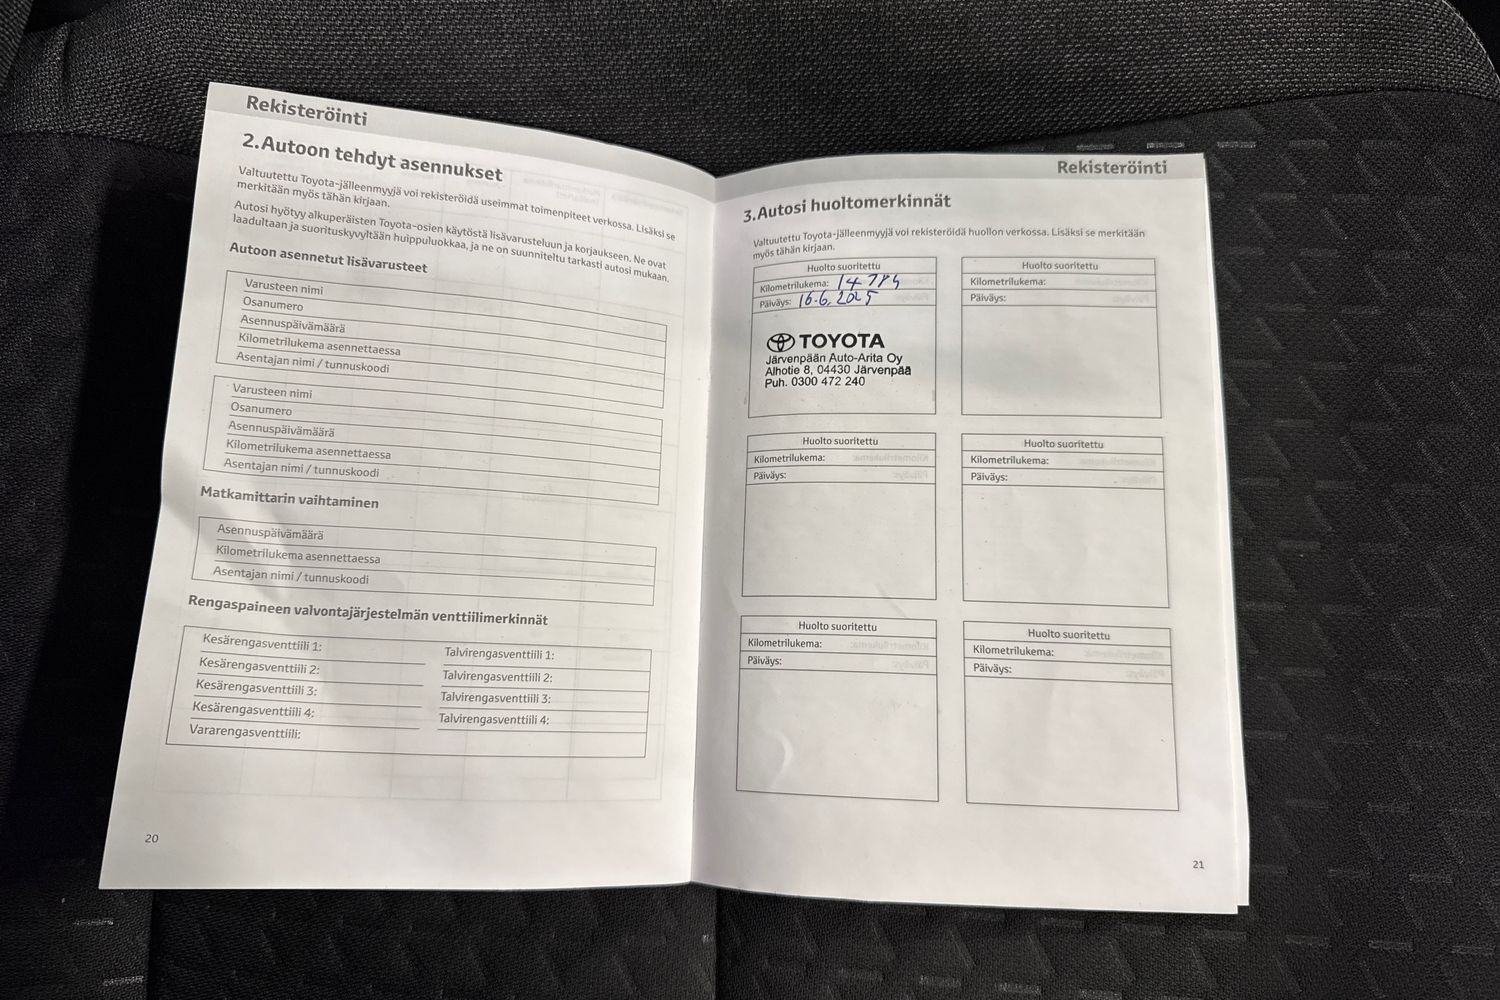 Rekisteröinti
2.Autoon tehdyt asennukset
Valtuutettu Toyota-jälleenmyyjä voi rekisteröidä useimmat toimenpiteet verkossa. Lisäksi se
merkitään myös tähän kirjaan.
Autosi hyötyy alkuperäisten Toyota-osien käytöstä lisävarusteluun ja korjaukseen. Ne ovat
laadultaan ja suorituskyvyltään huippuluokkaa, ja ne on suunniteltu tarkasti autosi mukaan.
Autoon asennetut lisävarusteet
Varusteen nimi
Osanumero
Asennuspäivämäärä
Kilometrilukema asennettaessa
Asentajan nimi / tunnuskoodi
Varusteen nimi
Osanumero
Asennuspäivämäärä
Kilometrilukema asennettaessa
Asentajan nimi / tunnuskoodi
Matkamittarin vaihtaminen
Asennuspäivämäärä
Kilometrilukema asennettaessa
Asentajan nimi / tunnuskoodi
Rengaspaineen valvontajärjestelmän venttiilimerkinnät
Kesärengasventtiili 1:
Talvirengasventtiili 1:
Kesärengasventtiili 2:
Talvirengasventtiili 2:
Kesärengasventtiili 3:
Talvirengasventtiili 3:
Kesärengasventtiili 4:
Talvirengasventtiili 4:
Vararengasventtiili:
20
Rekisteröinti
3.Autosi huoltomerkinnät
Valtuutettu Toyota-jälleenmyyjä voi rekisteröidä huollon verkossa. Lisäksi se merkitään
myös tähän kirjaan.
Huolto suoritettu
Kilometrilukema:
Päiväys: 16.6.2025
TOYOTA
Järvenpään Auto-Arita Oy
Alhotie 8, 04430 Järvenpää
Puh. 0300 472 240
Huolto suoritettu
Kilometrilukema:
Päiväys:
Huolto suoritettu
Kilometrilukema:
Päiväys:
Huolto suoritettu
Kilometrilukema:
Päiväys:
Huolto suoritettu
Kilometrilukema:
Päiväys:
Huolto suoritettu
Kilometrilukema:
Päiväys:
21